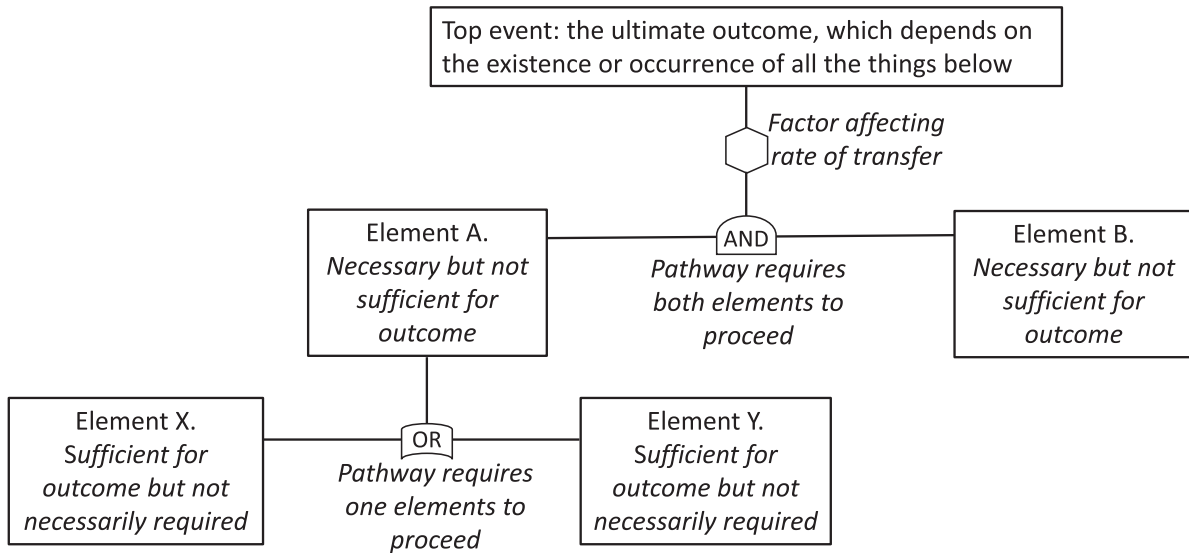 Top event: the ultimate outcome, which depends on
the existence or occurrence of all the things below
Factor affecting
rate of transfer
Element A.
Necessary but not
sufficient for
outcome
AND
Pathway requires
both elements to
proceed
Element B.
Necessary but not
sufficient for
outcome
Element X.
Sufficient for
outcome but not
necessarily required
OR
Pathway requires
one elements to
proceed
Element Y.
Sufficient for
outcome but not
necessarily required